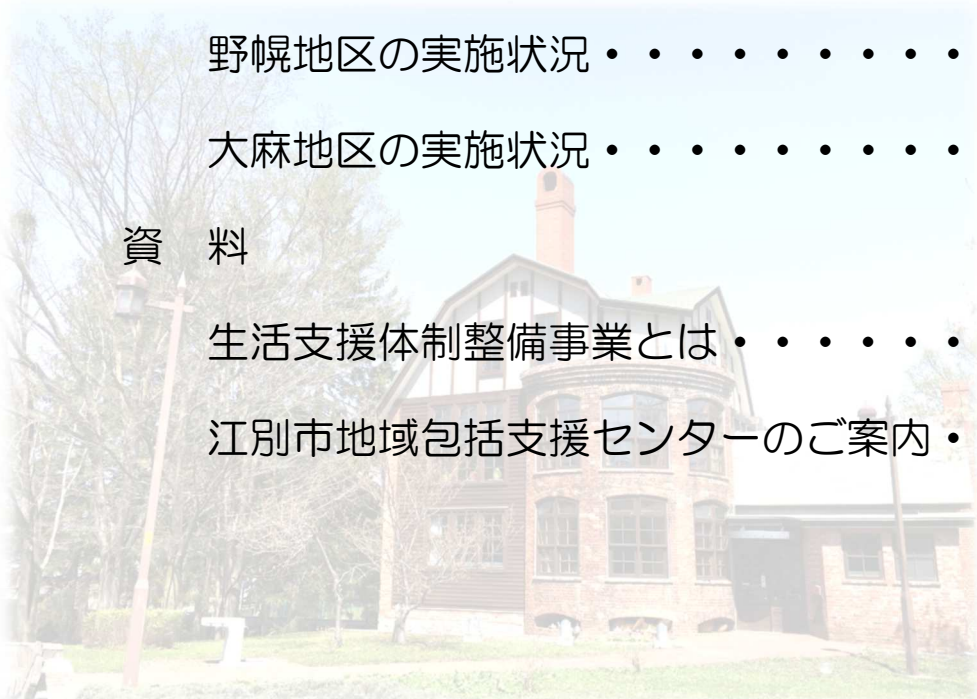 野幌地区の実施状況・・・・・・・・・
大麻地区の実施状況・・・・・・・・・
資　料
生活支援体制整備事業とは・・・・・・
江別市地域包括支援センターのご案内・